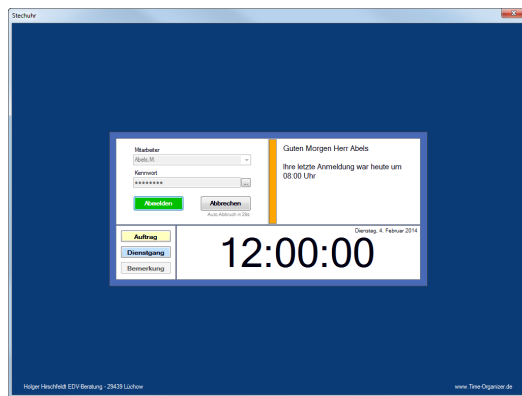 Stechuhr
Mitarbeiter
Abels, M.
Kennwort
********
...
Abmelden
Abbrechen
Auto Abbruch in 28s
Guten Morgen Herr Abels
Ihre letzte Anmeldung war heute um
08:00 Uhr
Auftrag
Dienstgang
Bemerkung
Dienstag, 4. Februar 2014
12:00:00
Holger Hirschfeldt EDV-Beratung - 29439 Lüchow
www.Time-Organizer.de